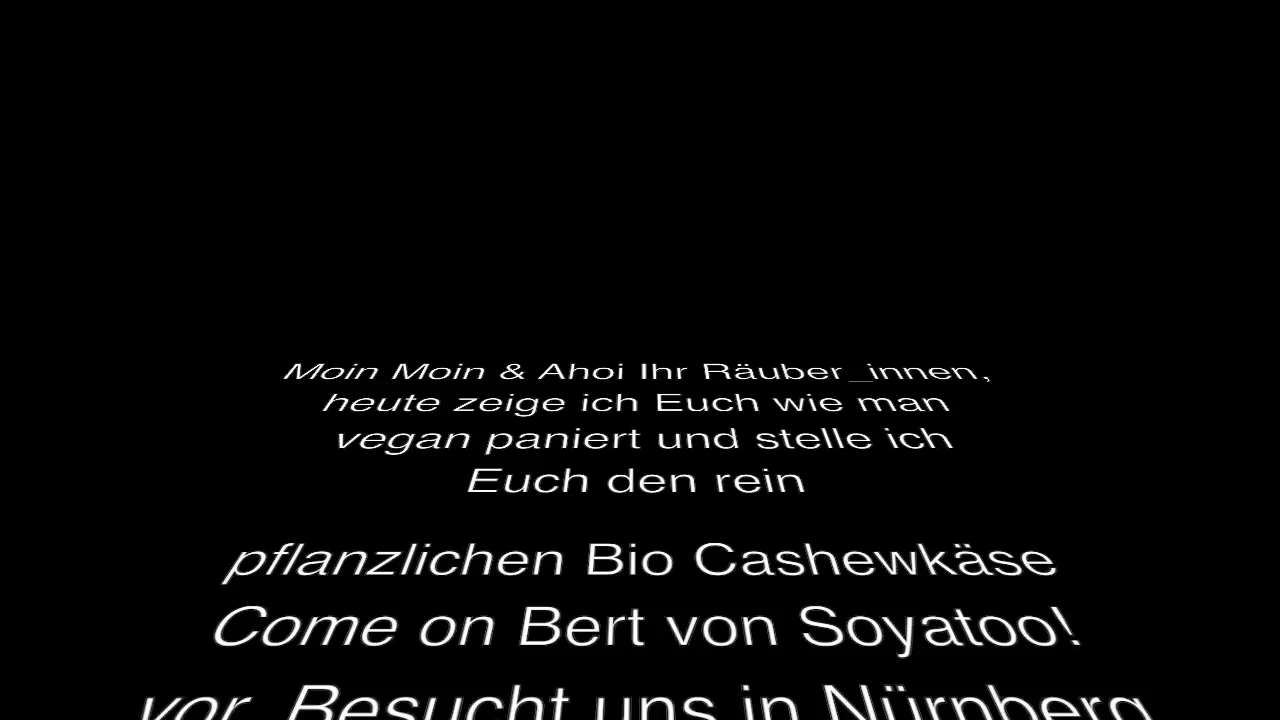 Moin Moin & Ahoi Ihr Räuber_innen,
heute zeige ich Euch wie man
vegan paniert und stelle ich
Euch den rein
pflanzlichen Bio Cashewkäse
Come on Bert von Soyatoo!
vor. Besucht uns in Nürnberg